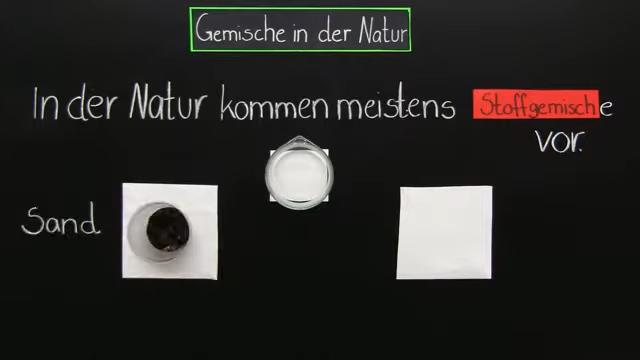 Gemische in der Natur
In der Natur kommen meistens Stoffgemische
vor.
Sand